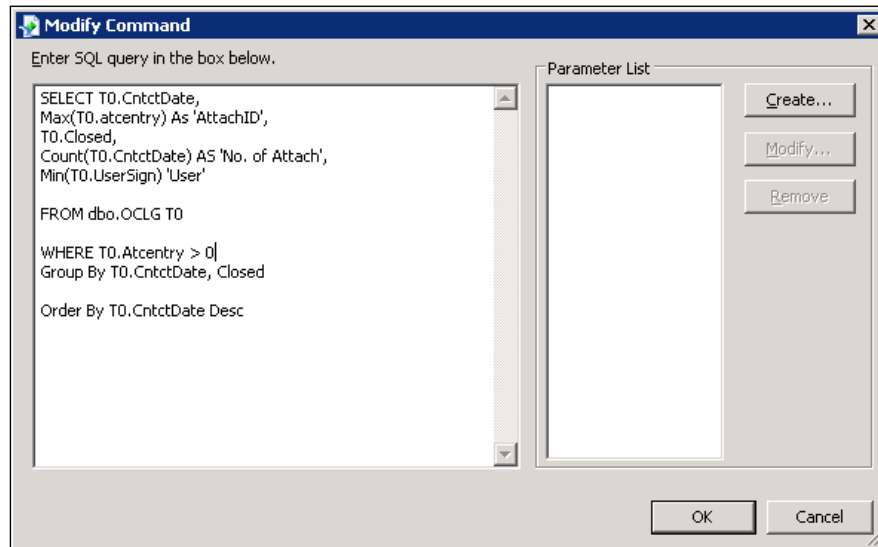 Modify Command
Enter SQL query in the box below.
SELECT T0.CntctDate,
Max(T0.atcentry) As 'AttachID',
T0.Closed,
Count(T0.CntctDate) AS 'No. of Attach',
Min(T0.UserSign) 'User'
FROM dbo.OCLG T0
WHERE T0.Atcentry > 0
Group By T0.CntctDate, Closed
Order By T0.CntctDate Desc
Parameter List
Create...
Modify...
Remove
OK
Cancel